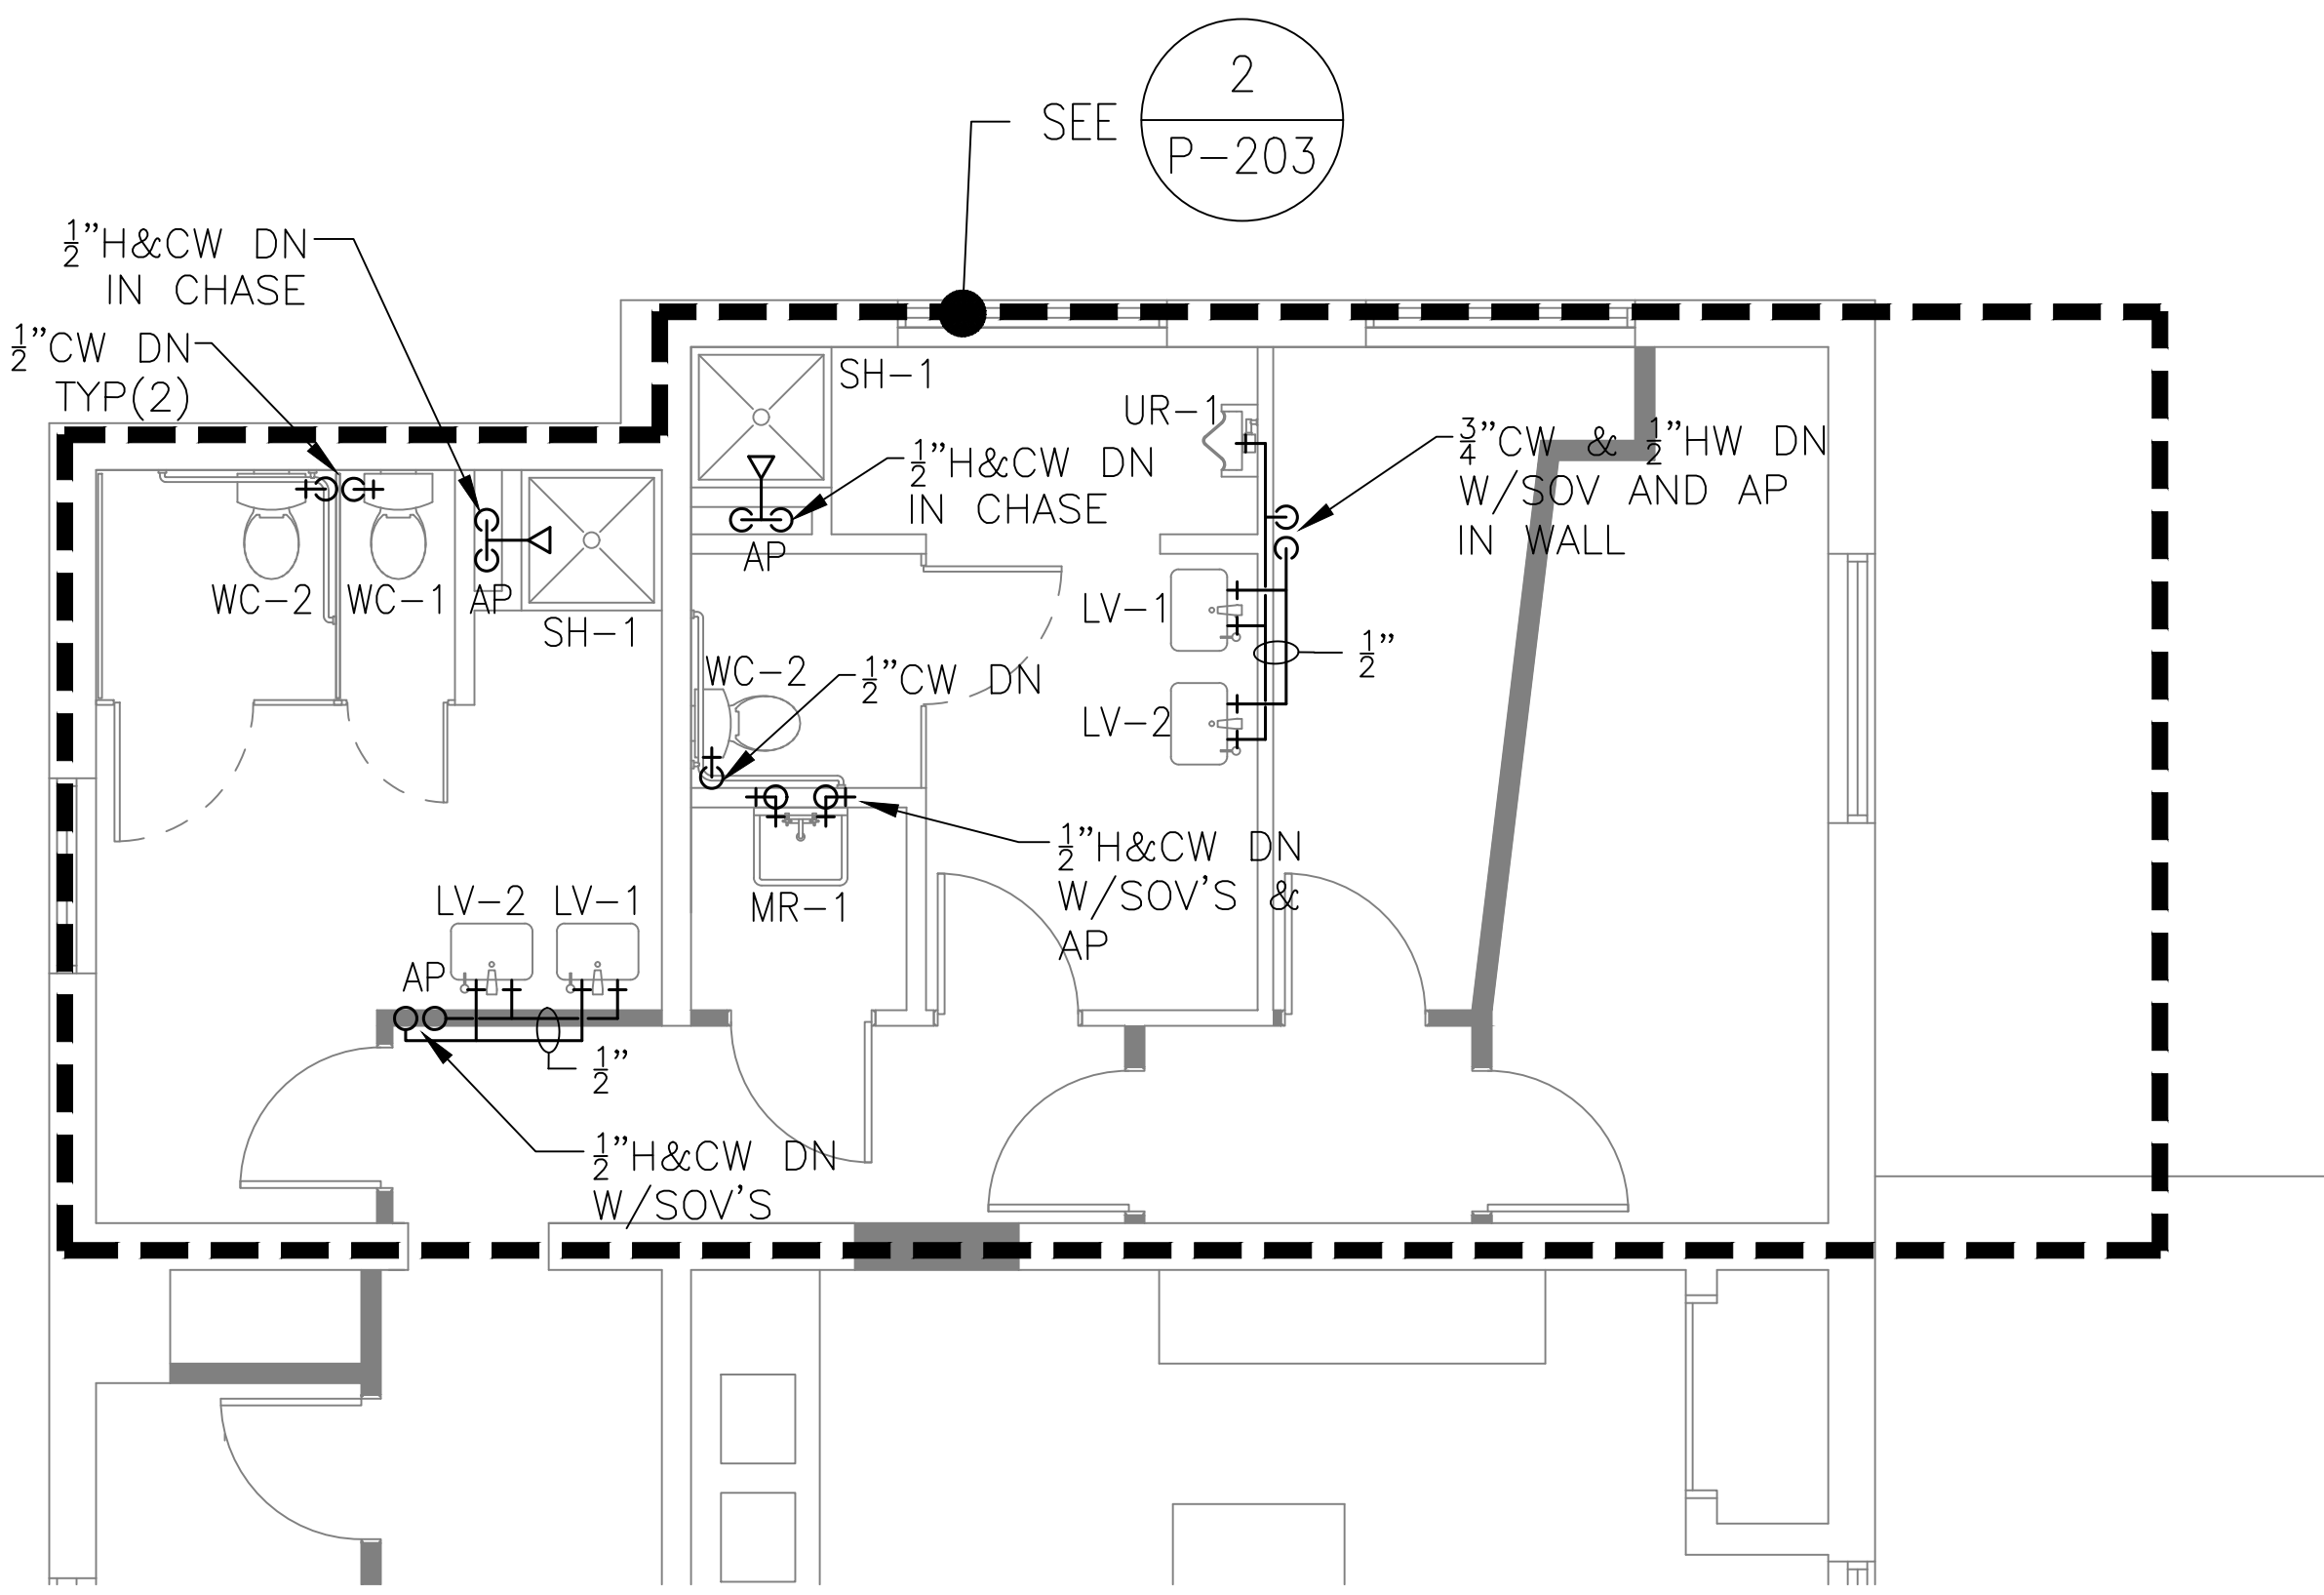 2
SEE
P-203
½"H&CW DN
IN CHASE
½"CW DN
TYP(2)
SH-1
UR-1
½"H&CW DN
IN CHASE
¾"CW & ½"HW DN
W/SOV AND AP
IN WALL
AP
WC-2
WC-1
AP
SH-1
LV-1
½"
WC-2
½"CW DN
LV-2
½"H&CW DN
W/SOV'S &
AP
MR-1
LV-2
LV-1
AP
½"
½"H&CW DN
W/SOV'S